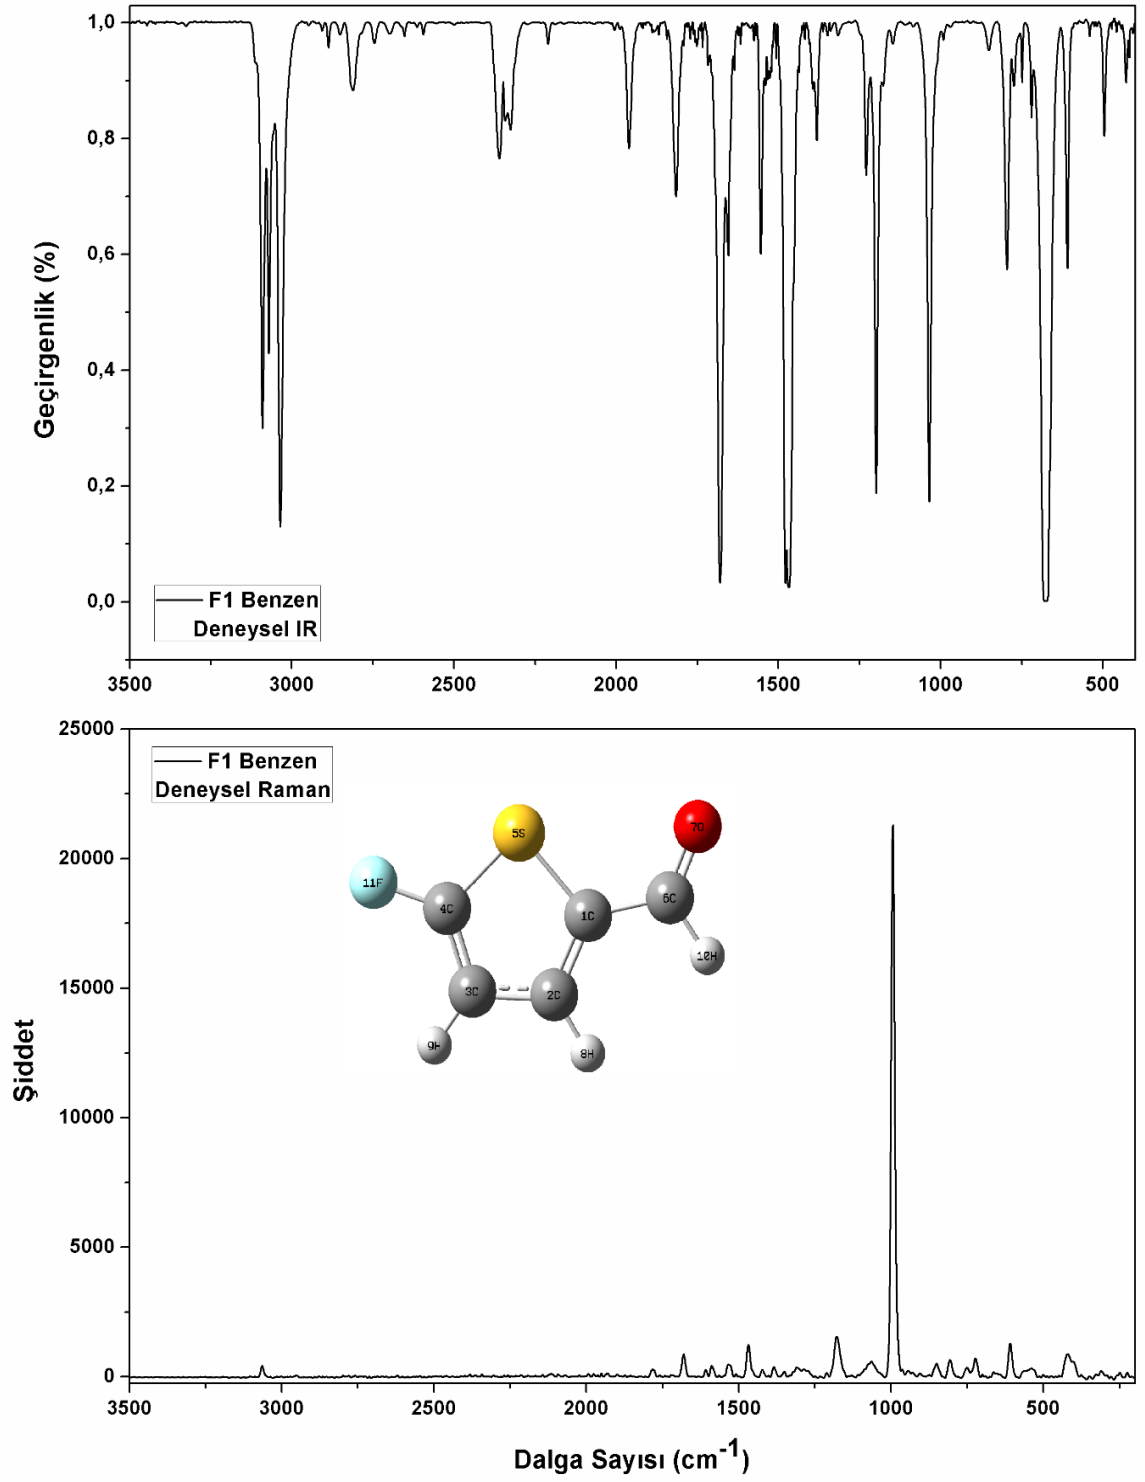 1,0
0,8
0,6
0,4
0,2
0,0
Geçirgenlik (%)
F1 Benzen
Deneysel IR
3500 3000 2500 2000 1500 1000 500
25000
20000
15000
10000
5000
0
Şiddet
F1 Benzen
Deneysel Raman
5S
7O
11F
4C
1C
6C
10H
3C
2C
9H
8H
3500 3000 2500 2000 1500 1000 500
Dalga Sayısı (cm⁻¹)